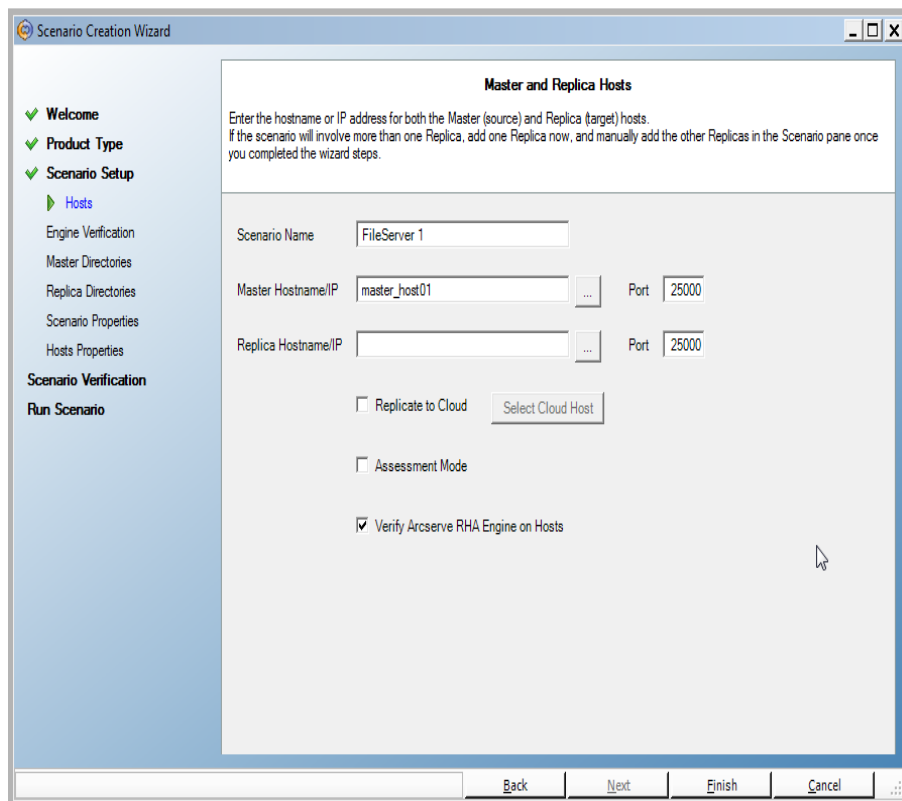 Scenario Creation Wizard
Welcome
Product Type
Scenario Setup
Hosts
Engine Verification
Master Directories
Replica Directories
Scenario Properties
Hosts Properties
Scenario Verification
Run Scenario
Master and Replica Hosts
Enter the hostname or IP address for both the Master (source) and Replica (target) hosts.
If the scenario will involve more than one Replica, add one Replica now, and manually add the other Replicas in the Scenario pane once
you completed the wizard steps.
Scenario Name FileServer 1
Master Hostname/IP master_host01 ... Port 25000
Replica Hostname/IP ... Port 25000
Replicate to Cloud Select Cloud Host
Assessment Mode
Verify Arcserve RHA Engine on Hosts
Back Next Finish Cancel